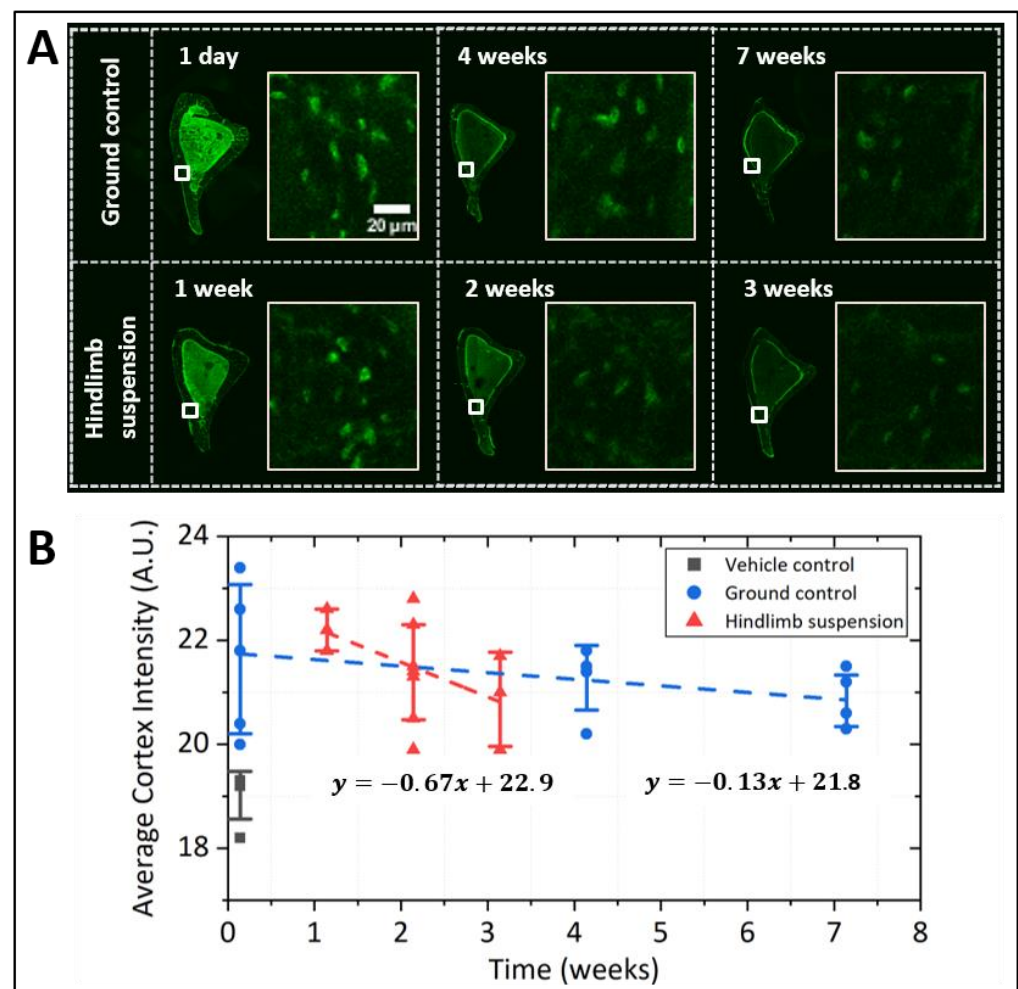 A
1 day
4 weeks
7 weeks
Ground control
20 µm
1 week
2 weeks
3 weeks
Hindlimb
suspension
B
Average Cortex Intensity (A.U.)
24
22
20
18
Vehicle control
Ground control
Hindlimb suspension
y = −0.67x + 22.9
y = −0.13x + 21.8
0 1 2 3 4 5 6 7 8
Time (weeks)